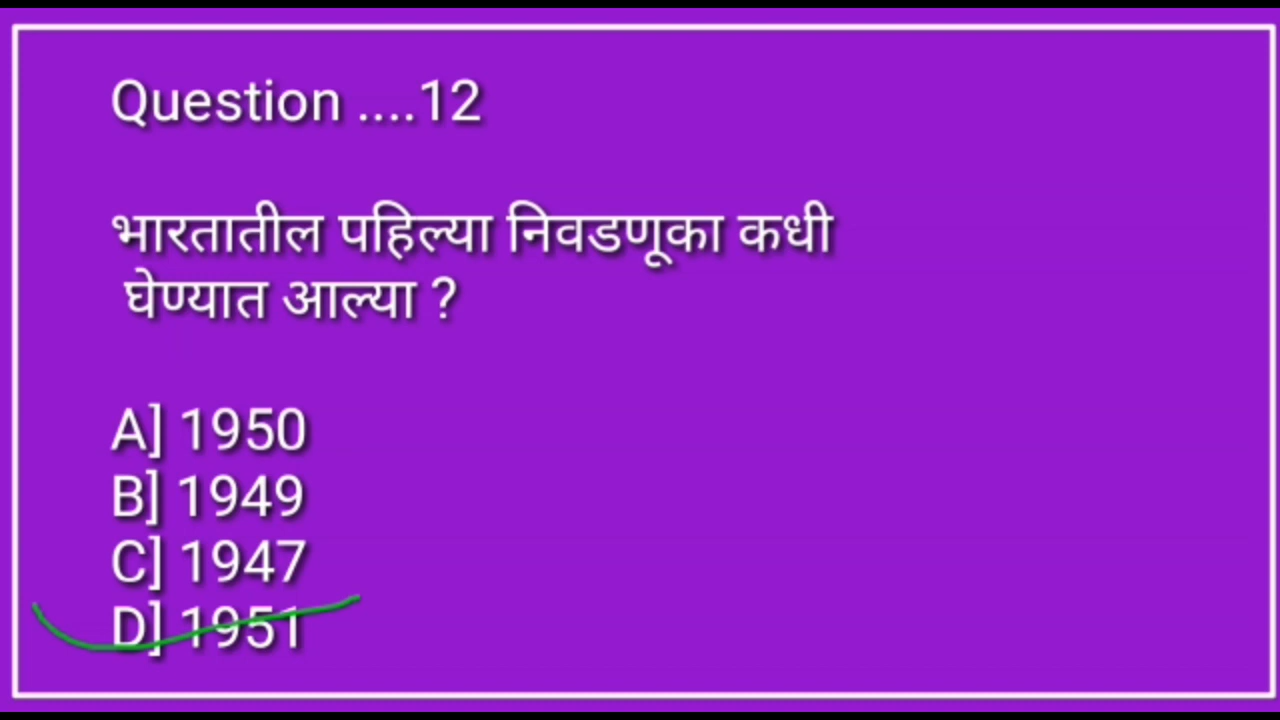 Question ....12
भारतातील पहिल्या निवडणूका कधी
घेण्यात आल्या ?
A] 1950
B] 1949
C] 1947
D] 1951